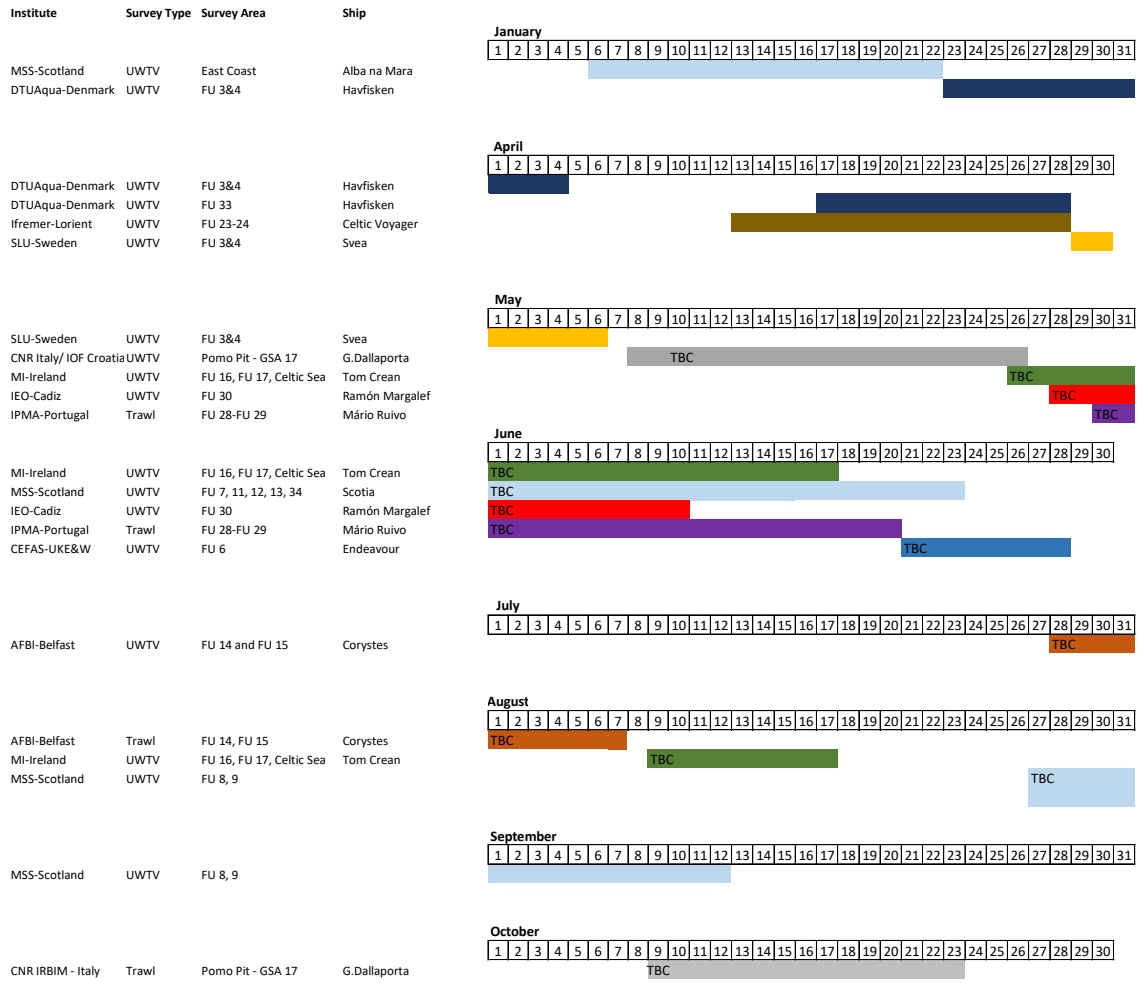 Institute Survey Type Survey Area Ship
January
1 2 3 4 5 6 7 8 9 10 11 12 13 14 15 16 17 18 19 20 21 22 23 24 25 26 27 28 29 30 31
MSS-Scotland UWTV East Coast Alba na Mara
DTUAqua-Denmark UWTV FU 3&4 Havfisken
April
1 2 3 4 5 6 7 8 9 10 11 12 13 14 15 16 17 18 19 20 21 22 23 24 25 26 27 28 29 30
DTUAqua-Denmark UWTV FU 3&4 Havfisken
DTUAqua-Denmark UWTV FU 33 Havfisken
Ifremer-Lorient UWTV FU 23-24 Celtic Voyager
SLU-Sweden UWTV FU 3&4 Svea
May
1 2 3 4 5 6 7 8 9 10 11 12 13 14 15 16 17 18 19 20 21 22 23 24 25 26 27 28 29 30 31
SLU-Sweden UWTV FU 3&4 Svea
CNR Italy/ IOF Croatia UWTV Pomo Pit - GSA 17 G.Dallaporta TBC
MI-Ireland UWTV FU 16, FU 17, Celtic Sea Tom Crean TBC
IEO-Cadiz UWTV FU 30 Ramón Margalef TBC
IPMA-Portugal Trawl FU 28-FU 29 Mário Ruivo TBC
June
1 2 3 4 5 6 7 8 9 10 11 12 13 14 15 16 17 18 19 20 21 22 23 24 25 26 27 28 29 30
MI-Ireland UWTV FU 16, FU 17, Celtic Sea Tom Crean TBC
MSS-Scotland UWTV FU 7, 11, 12, 13, 34 Scotia TBC
IEO-Cadiz UWTV FU 30 Ramón Margalef TBC
IPMA-Portugal Trawl FU 28-FU 29 Mário Ruivo TBC
CEFAS-UKE&W UWTV FU 6 Endeavour TBC
July
1 2 3 4 5 6 7 8 9 10 11 12 13 14 15 16 17 18 19 20 21 22 23 24 25 26 27 28 29 30 31
AFBI-Belfast UWTV FU 14 and FU 15 Corystes TBC
August
1 2 3 4 5 6 7 8 9 10 11 12 13 14 15 16 17 18 19 20 21 22 23 24 25 26 27 28 29 30 31
AFBI-Belfast Trawl FU 14, FU 15 Corystes TBC
MI-Ireland UWTV FU 16, FU 17, Celtic Sea Tom Crean TBC
MSS-Scotland UWTV FU 8, 9 TBC
September
1 2 3 4 5 6 7 8 9 10 11 12 13 14 15 16 17 18 19 20 21 22 23 24 25 26 27 28 29 30 31
MSS-Scotland UWTV FU 8, 9
October
1 2 3 4 5 6 7 8 9 10 11 12 13 14 15 16 17 18 19 20 21 22 23 24 25 26 27 28 29 30
CNR IRBIM - Italy Trawl Pomo Pit - GSA 17 G.Dallaporta TBC